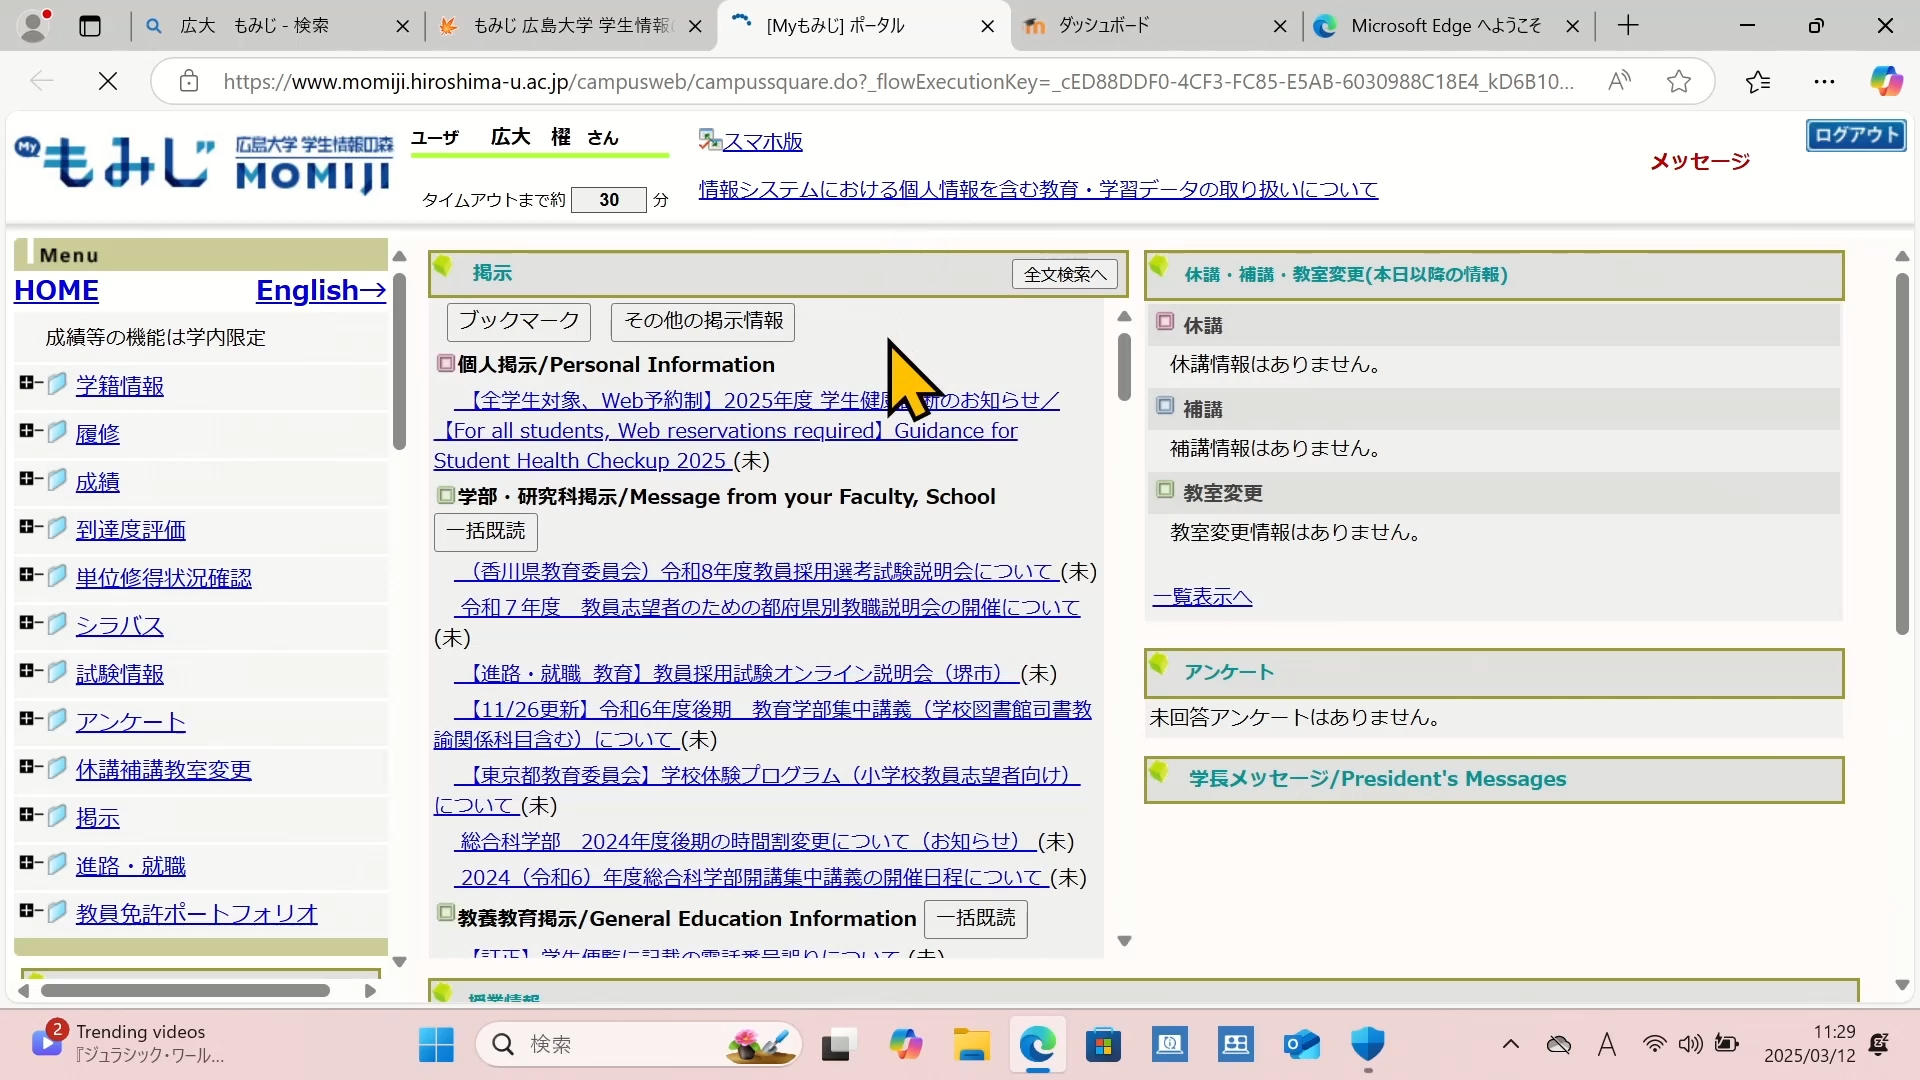 広大 もみじ - 検索
もみじ 広島大学 学生情報の
[Myもみじ] ポータル
ダッシュボード
Microsoft Edge へようこそ
https://www.momiji.hiroshima-u.ac.jp/campusweb/campussquare.do?_flowExecutionKey=_cED88DDF0-4CF3-FC85-E5AB-6030988C18E4_kD6B10...
My もみじ 広島大学 学生情報の森 MOMIJI
ユーザ 広大 櫂 さん
スマホ版
ログアウト
メッセージ
タイムアウトまで約 30 分
情報システムにおける個人情報を含む教育・学習データの取り扱いについて
Menu
HOME English→
成績等の機能は学内限定
学籍情報
履修
成績
到達度評価
単位修得状況確認
シラバス
試験情報
アンケート
休講補講教室変更
掲示
進路・就職
教員免許ポートフォリオ
掲示
全文検索へ
ブックマーク その他の掲示情報
個人掲示/Personal Information
【全学生対象、Web予約制】2025年度 学生健康診断のお知らせ／
【For all students, Web reservations required】Guidance for
Student Health Checkup 2025 (未)
学部・研究科掲示/Message from your Faculty, School
一括既読
（香川県教育委員会）令和8年度教員採用選考試験説明会について (未)
令和７年度 教員志望者のための都府県別教職説明会の開催について
(未)
【進路・就職 教育】教員採用試験オンライン説明会（堺市） (未)
【11/26更新】令和6年度後期 教育学部集中講義（学校図書館司書教
諭関係科目含む）について (未)
【東京都教育委員会】学校体験プログラム（小学校教員志望者向け）
について (未)
総合科学部 2024年度後期の時間割変更について（お知らせ） (未)
2024（令和6）年度総合科学部開講集中講義の開催日程について (未)
教養教育掲示/General Education Information 一括既読
【訂正】学生便覧に記載の電話番号誤りについて (未)
授業情報
休講・補講・教室変更(本日以降の情報)
休講
休講情報はありません。
補講
補講情報はありません。
教室変更
教室変更情報はありません。
一覧表示へ
アンケート
未回答アンケートはありません。
学長メッセージ/President's Messages
2
Trending videos
『ジュラシック・ワール...
検索
A
11:29
2025/03/12